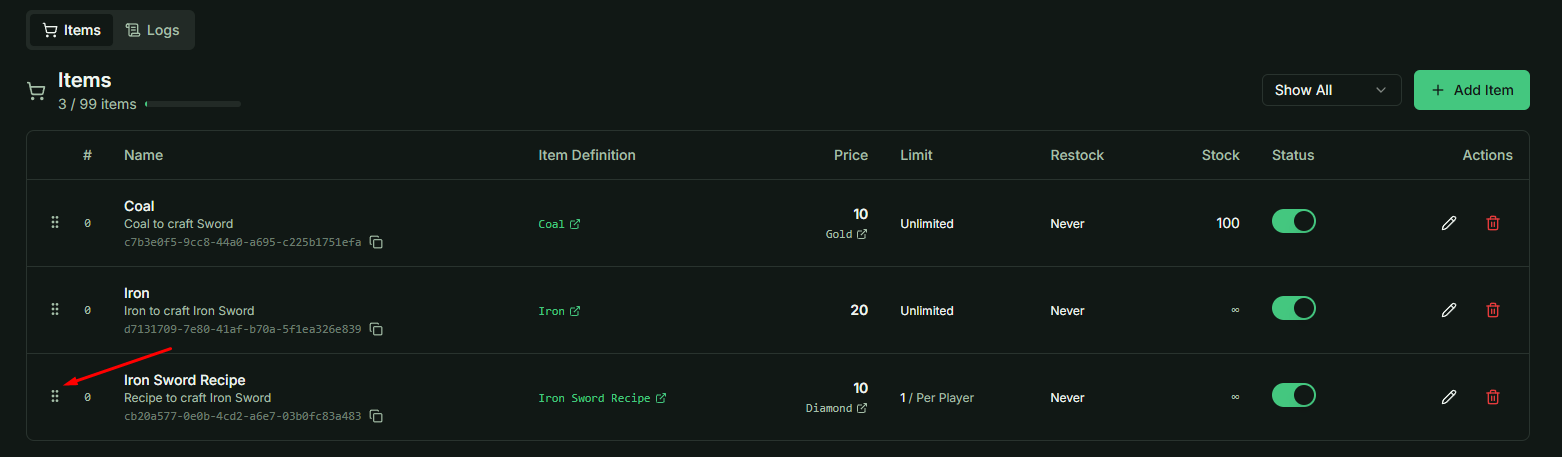 Items Logs
Items
3 / 99 items
Show All
Add Item
# Name Item Definition Price Limit Restock Stock Status Actions
Coal
0 Coal to craft Sword
c7b3e0f5-9cc8-44a0-a695-c225b1751efa
Coal
10
Gold
Unlimited Never 100
Iron
0 Iron to craft Iron Sword
d7131709-7e80-41af-b70a-5f1ea326e839
Iron
20
Unlimited Never ∞
Iron Sword Recipe
0 Recipe to craft Iron Sword
cb20a577-0e0b-4cd2-a6e7-03b0fc83a483
Iron Sword Recipe
10
Diamond
1 / Per Player Never ∞